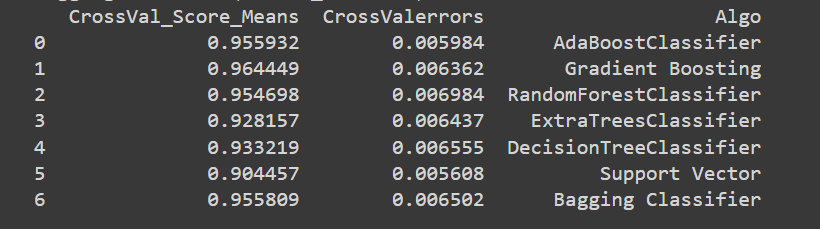 CrossVal_Score_Means CrossValerrors Algo
0 0.955932 0.005984 AdaBoostClassifier
1 0.964449 0.006362 Gradient Boosting
2 0.954698 0.006984 RandomForestClassifier
3 0.928157 0.006437 ExtraTreesClassifier
4 0.933219 0.006555 DecisionTreeClassifier
5 0.904457 0.005608 Support Vector
6 0.955809 0.006502 Bagging Classifier